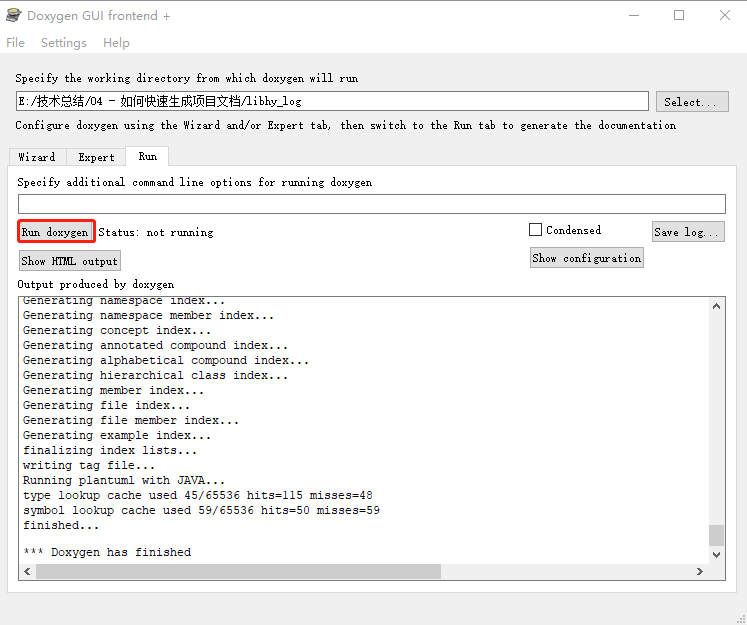 Doxygen GUI frontend +
File Settings Help
Specify the working directory from which doxygen will run
E:/技术总结/04 - 如何快速生成项目文档/libhy_log
Select...
Configure doxygen using the Wizard and/or Expert tab, then switch to the Run tab to generate the documentation
Wizard Expert Run
Specify additional command line options for running doxygen
Run doxygen Status: not running Condensed Save log...
Show HTML output Show configuration
Output produced by doxygen
Generating namespace index...
Generating namespace member index...
Generating concept index...
Generating annotated compound index...
Generating alphabetical compound index...
Generating hierarchical class index...
Generating member index...
Generating file index...
Generating file member index...
Generating example index...
finalizing index lists...
writing tag file...
Running plantuml with JAVA...
type lookup cache used 45/65536 hits=115 misses=48
symbol lookup cache used 59/65536 hits=50 misses=59
finished...
*** Doxygen has finished